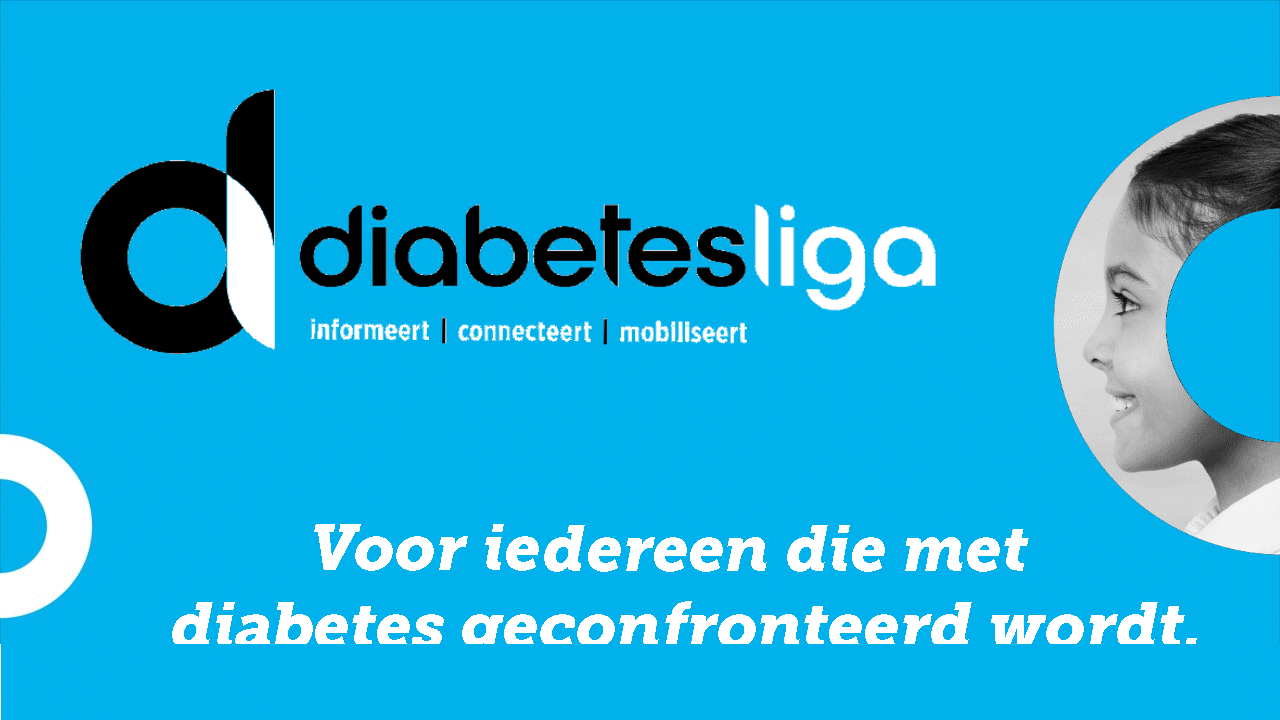 diabetesliga
informeert | connecteert | mobiliseert
Voor iedereen die met
diabetes geconfronteerd wordt.